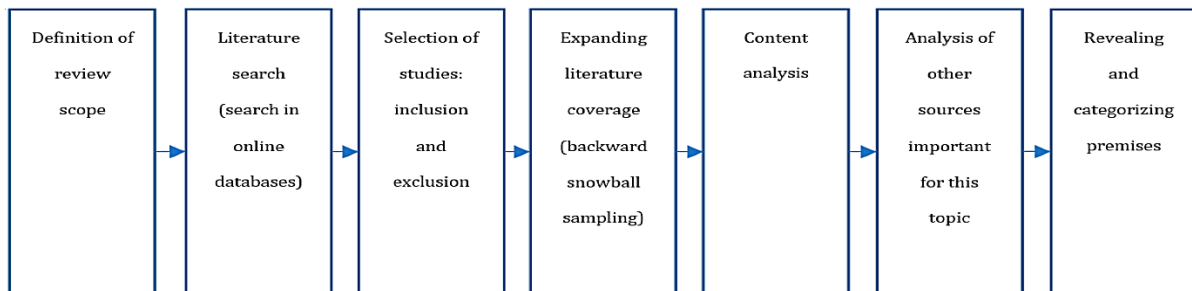 Definition of
review
scope
Literature
search
(search in
online
databases)
Selection of
studies:
inclusion
and
exclusion
Expanding
literature
coverage
(backward
snowball
sampling)
Content
analysis
Analysis of
other
sources
important
for this
topic
Revealing
and
categorizing
premises